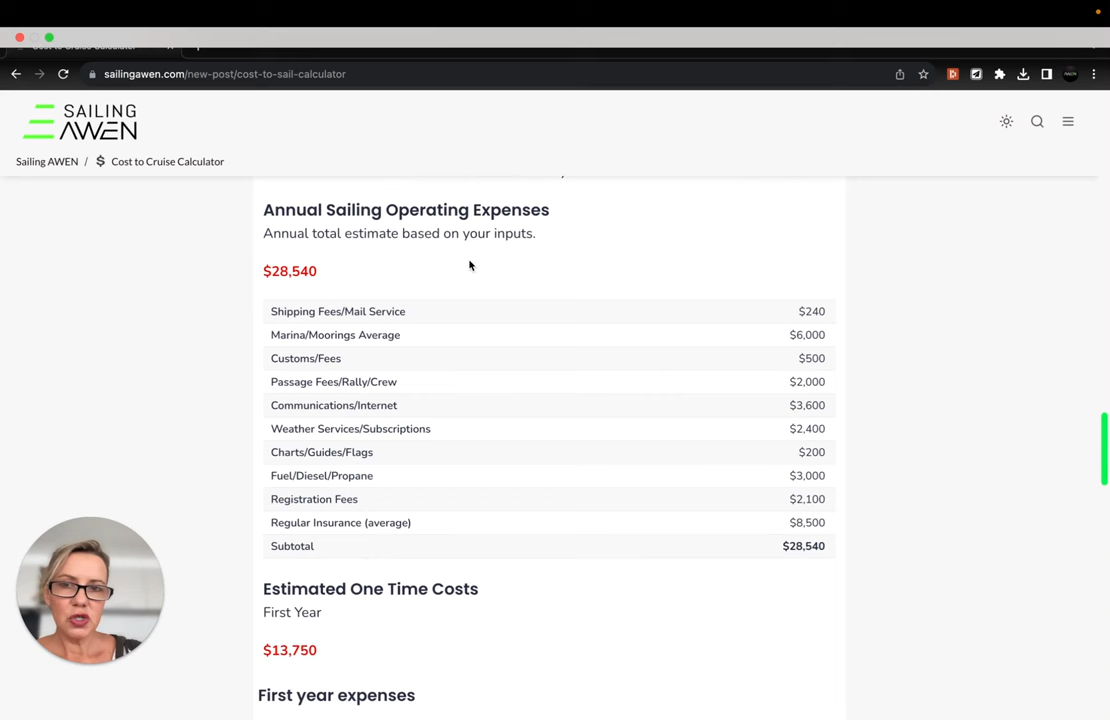 Cost to Cruise Calculator
sailingawen.com/new-post/cost-to-sail-calculator
SAILING
AWEN
Sailing AWEN / $ Cost to Cruise Calculator
Annual Sailing Operating Expenses
Annual total estimate based on your inputs.
$28,540
Shipping Fees/Mail Service $240
Marina/Moorings Average $6,000
Customs/Fees $500
Passage Fees/Rally/Crew $2,000
Communications/Internet $3,600
Weather Services/Subscriptions $2,400
Charts/Guides/Flags $200
Fuel/Diesel/Propane $3,000
Registration Fees $2,100
Regular Insurance (average) $8,500
Subtotal $28,540
Estimated One Time Costs
First Year
$13,750
First year expenses